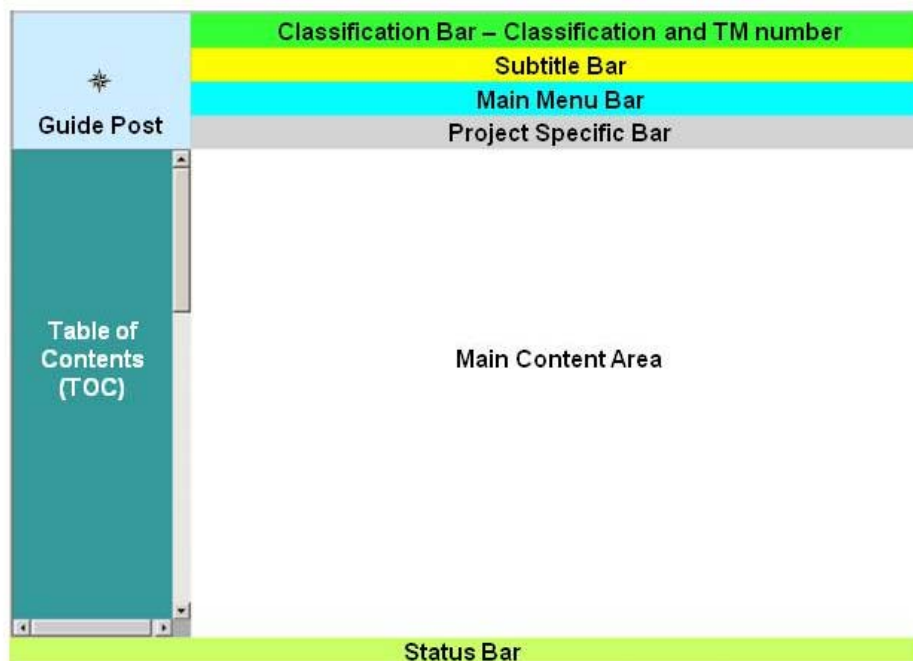 Classification Bar – Classification and TM number
Subtitle Bar
Main Menu Bar
Guide Post
Project Specific Bar
Table of
Contents
(TOC)
Main Content Area
Status Bar